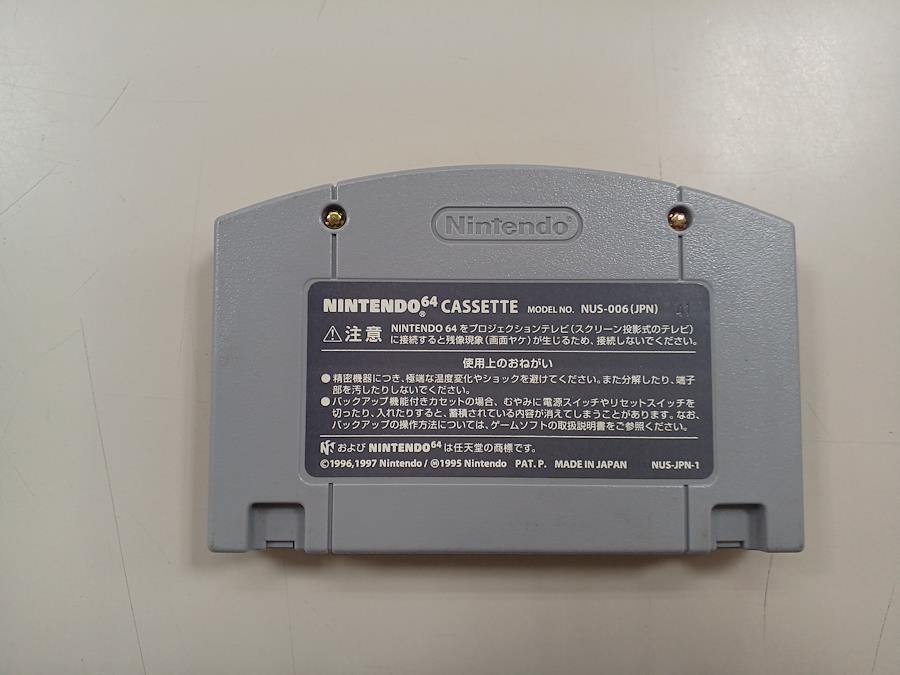 Nintendo®
NINTENDO®64 CASSETTE MODEL NO. NUS-006(JPN)
⚠注意 NINTENDO 64 をプロジェクションテレビ(スクリーン投影式のテレビ)
に接続すると残像現象(画面ヤケ)が生じるため、接続しないでください。
使用上のおねがい
●精密機器につき、極端な温度変化やショックを避けてください。また分解したり、端子
部を汚したりしないでください。
●バックアップ機能付きカセットの場合、むやみに電源スイッチやリセットスイッチを
切ったり、入れたりすると、蓄積されている内容が消えてしまうことがあります。なお、
バックアップの操作方法については、ゲームソフトの取扱説明書をご参照ください。
および NINTENDO64 は任天堂の商標です。
©1996,1997 Nintendo/Ⓜ1995 Nintendo PAT. P. MADE IN JAPAN NUS-JPN-1